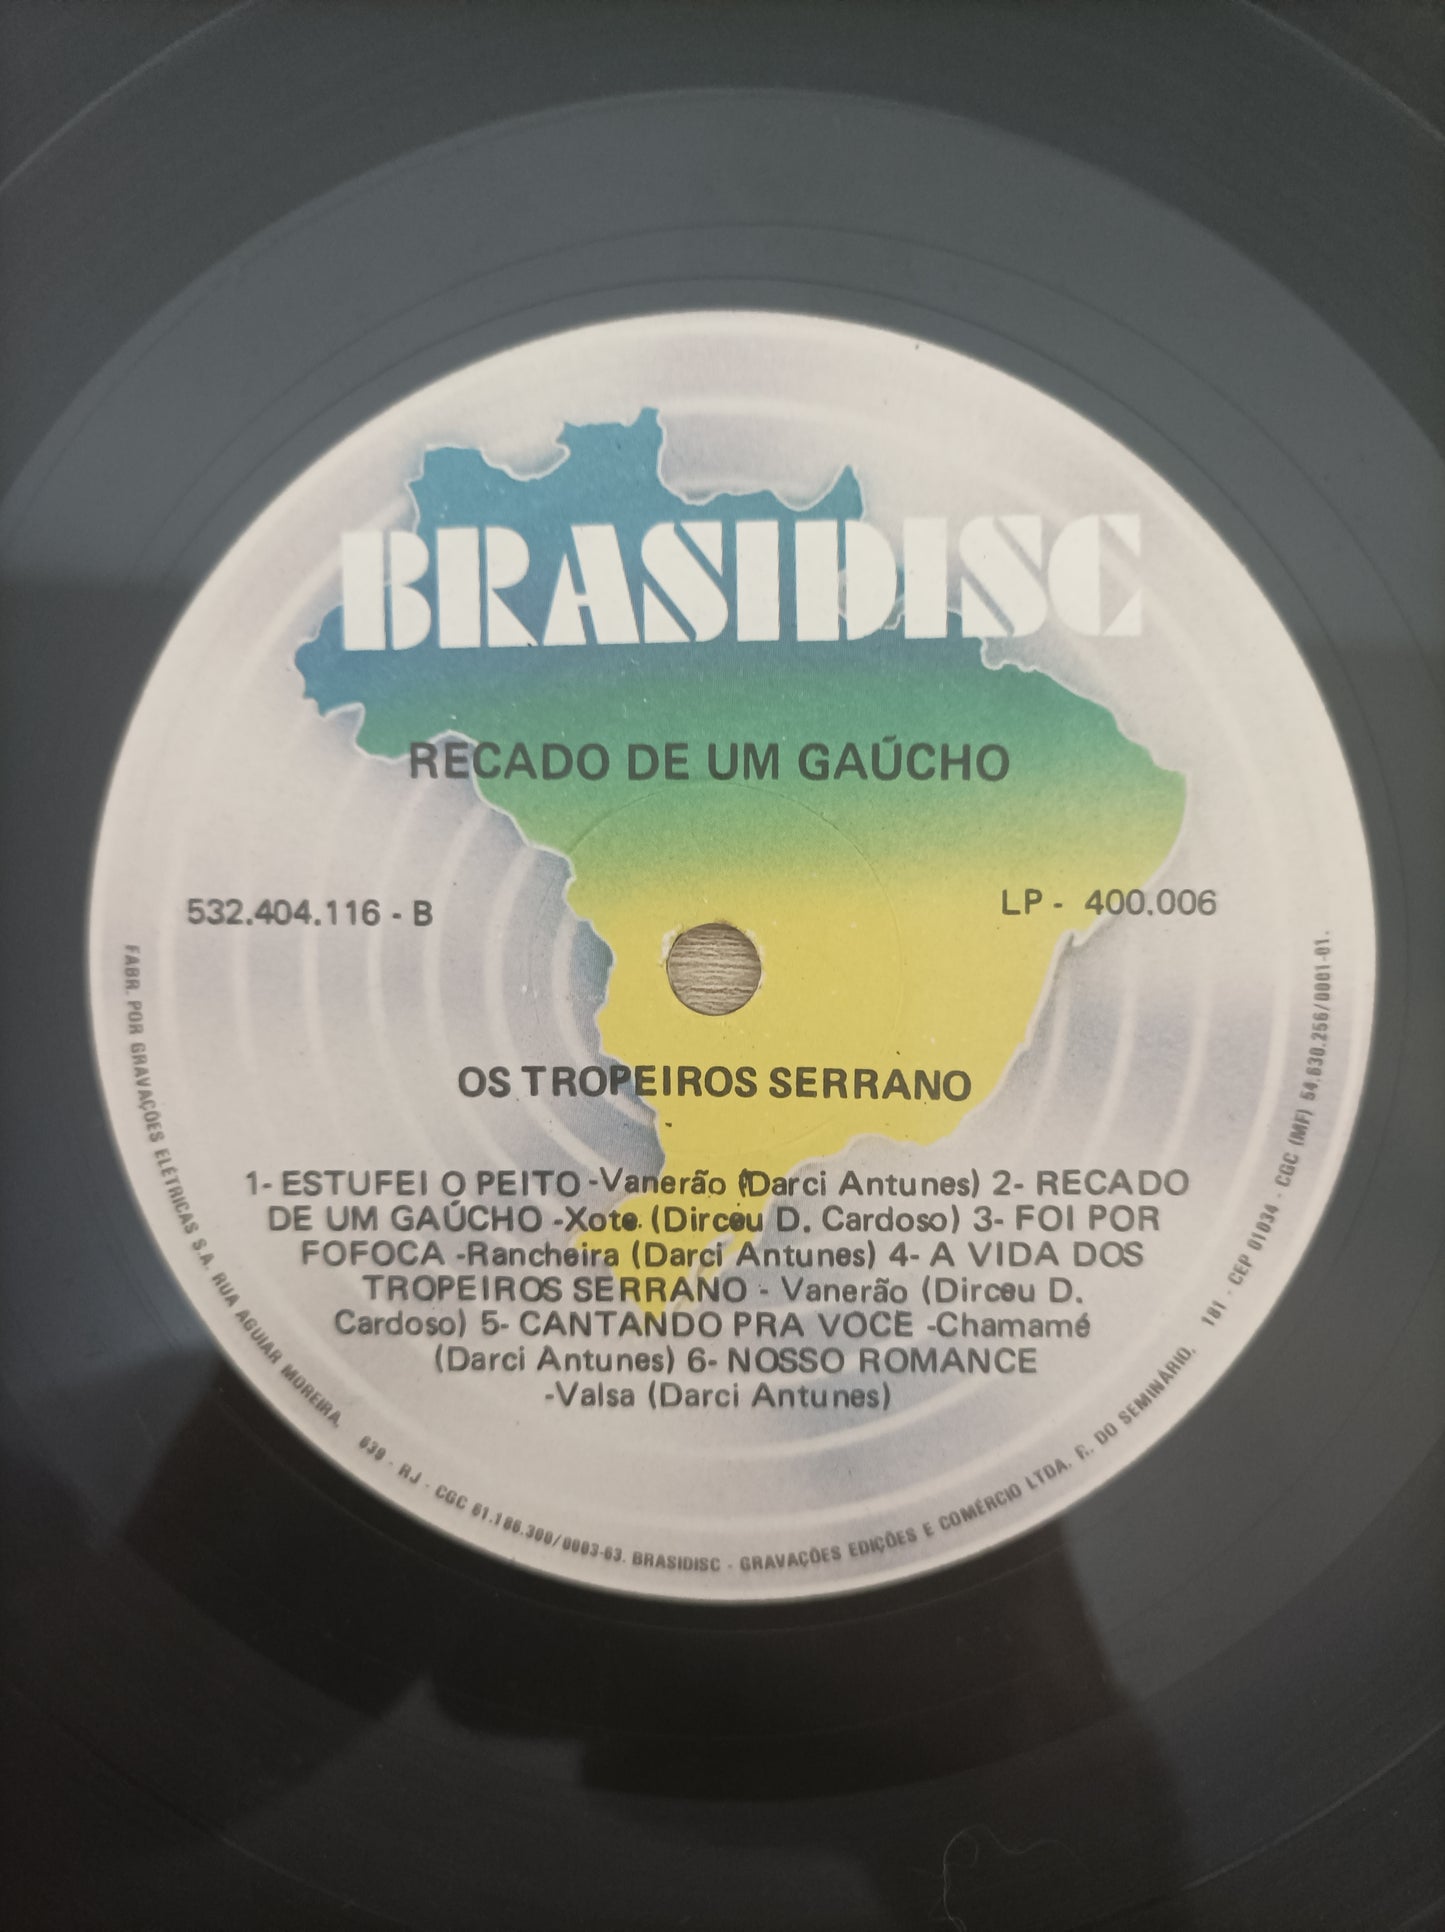 BRASIDISC
RECADO DE UM GAÚCHO
532.404.116 - B
LP - 400.006
OS TROPEIROS SERRANO
1- ESTUFEI O PEITO -Vanerão (Darci Antunes) 2- RECADO
DE UM GAÚCHO -Xote. (Dirceu D. Cardoso) 3- FOI POR
FOFOCA -Rancheira (Darci Antunes) 4- A VIDA DOS
TROPEIROS SERRANO - Vanerão (Dirceu D.
Cardoso) 5- CANTANDO PRA VOCE -Chamamé
(Darci Antunes) 6- NOSSO ROMANCE
-Valsa (Darci Antunes)
FABR. POR GRAVAÇÕES ELÉTRICAS S.A. RUA AGUIAR MOREIRA, 639 - RJ - CGC 61.186.300/0003-63. BRASIDISC - GRAVAÇÕES EDIÇÕES E COMÉRCIO LTDA. R. DO SEMINÁRIO, 181 - CEP 01034 - CGC (MF) 54.630.256/0001-01.